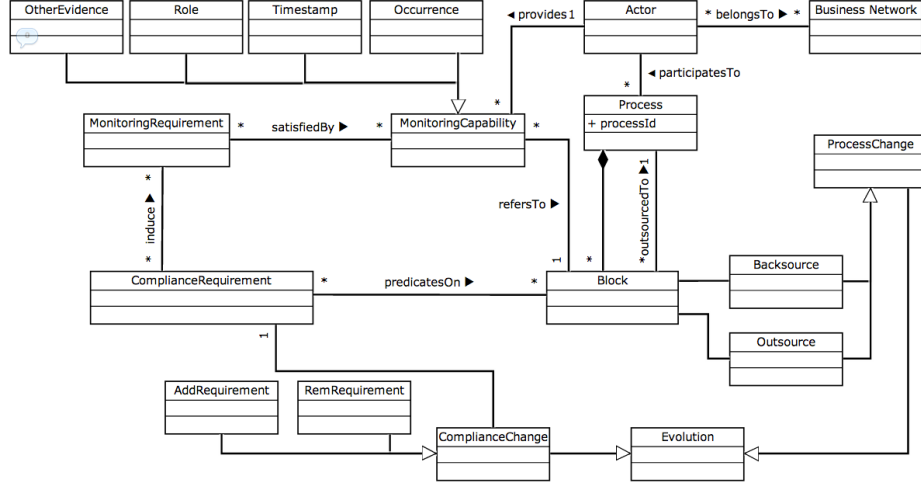 OtherEvidence
Role
Timestamp
Occurrence
◀ provides 1
Actor
* belongsTo ▶ *
Business Network
*
◀ participatesTo
*
Process
+ processId
MonitoringRequirement
* satisfiedBy ▶ *
MonitoringCapability
*
ProcessChange
*
induce ▶
*
refersTo ▶
1
*
*outsourcedTo ▶1
ComplianceRequirement
* predicatesOn ▶ *
Block
Backsource
Outsource
1
AddRequirement
RemRequirement
ComplianceChange
Evolution